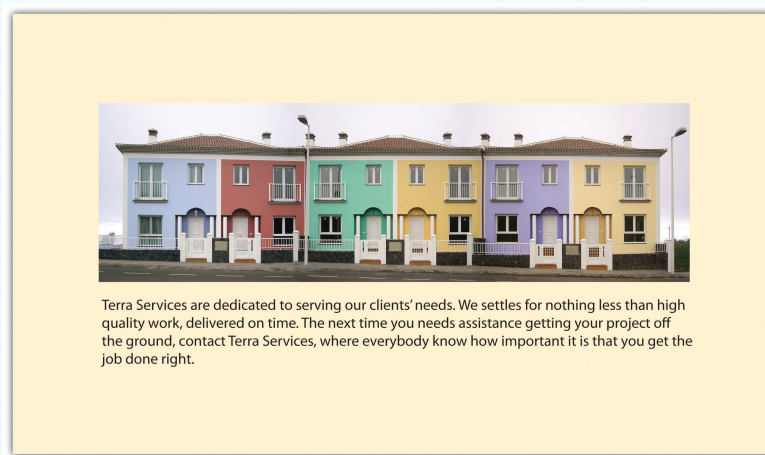 Terra Services are dedicated to serving our clients’ needs. We settles for nothing less than high
quality work, delivered on time. The next time you needs assistance getting your project off
the ground, contact Terra Services, where everybody know how important it is that you get the
job done right.